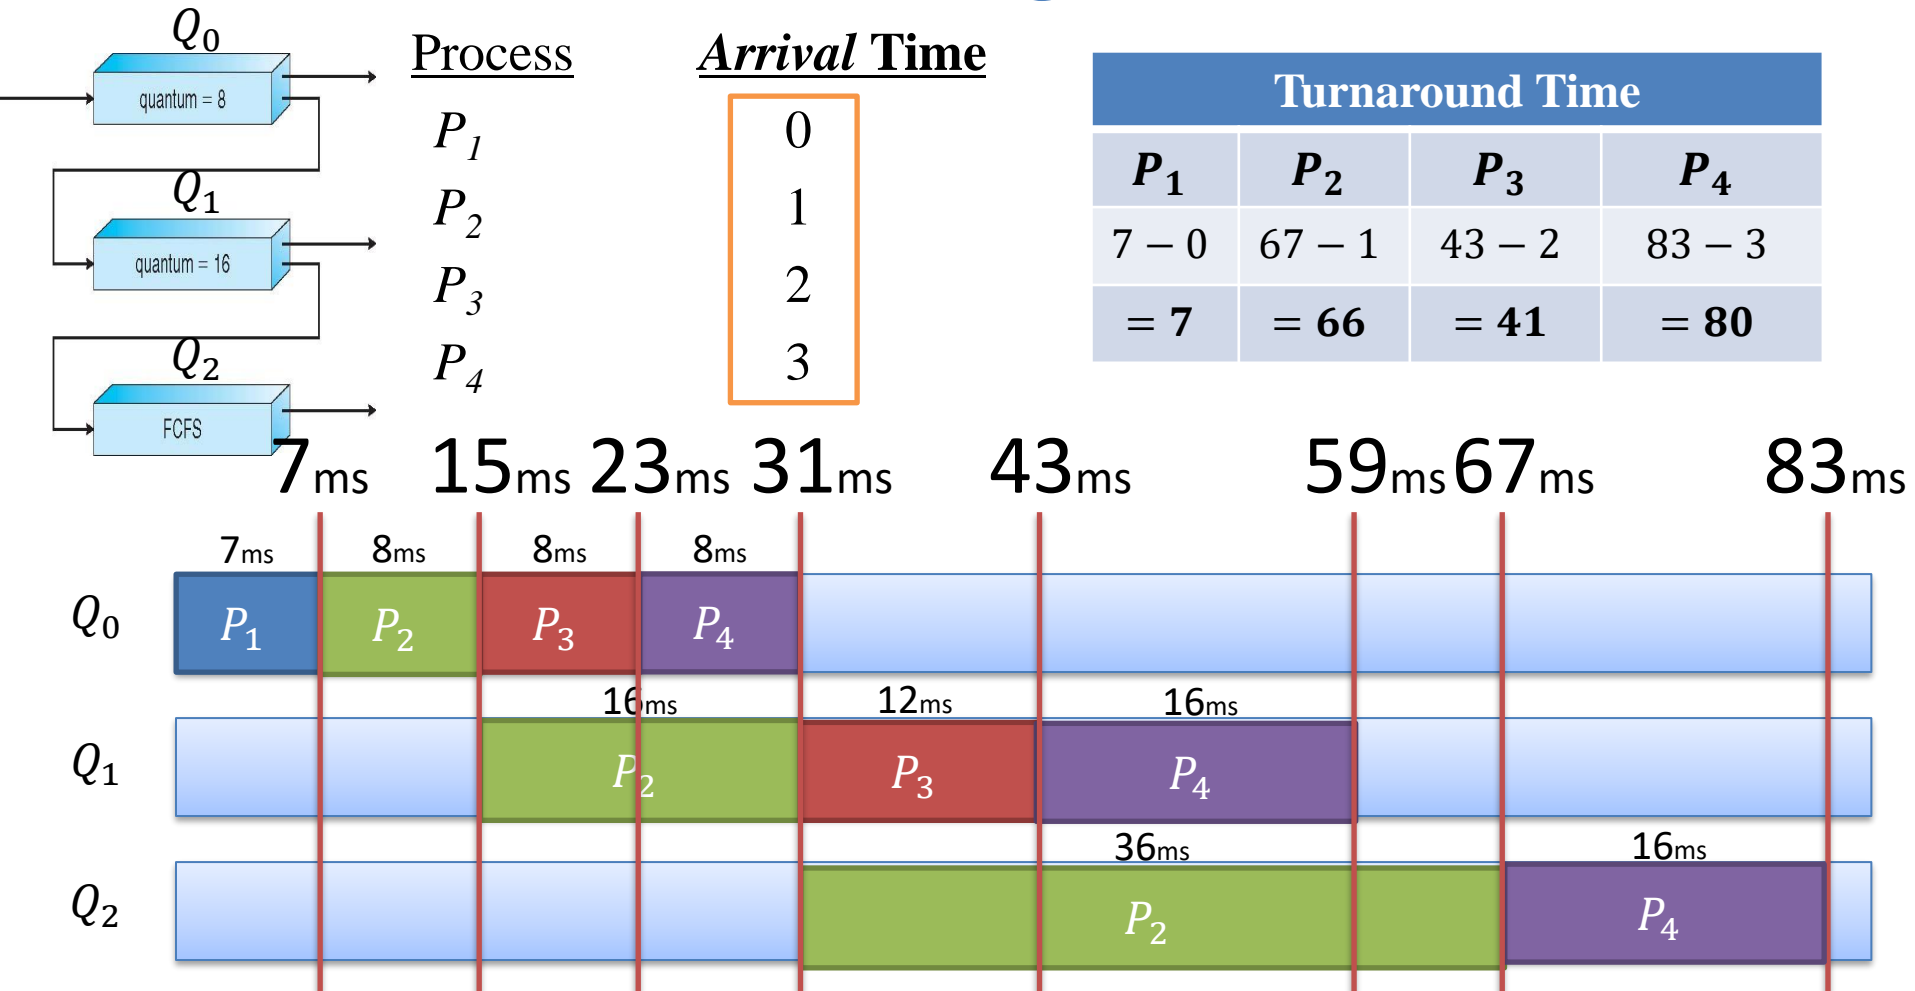 Q0
quantum = 8
Q1
quantum = 16
Q2
FCFS
Process Arrival Time
P1 0
P2 1
P3 2
P4 3
Turnaround Time
P1 P2 P3 P4
7 − 0 67 − 1 43 − 2 83 − 3
= 7 = 66 = 41 = 80
7ms 15ms 23ms 31ms 43ms 59ms 67ms 83ms
7ms 8ms 8ms 8ms
Q0 P1 P2 P3 P4
16ms 12ms 16ms
Q1 P2 P3 P4
36ms 16ms
Q2 P2 P4